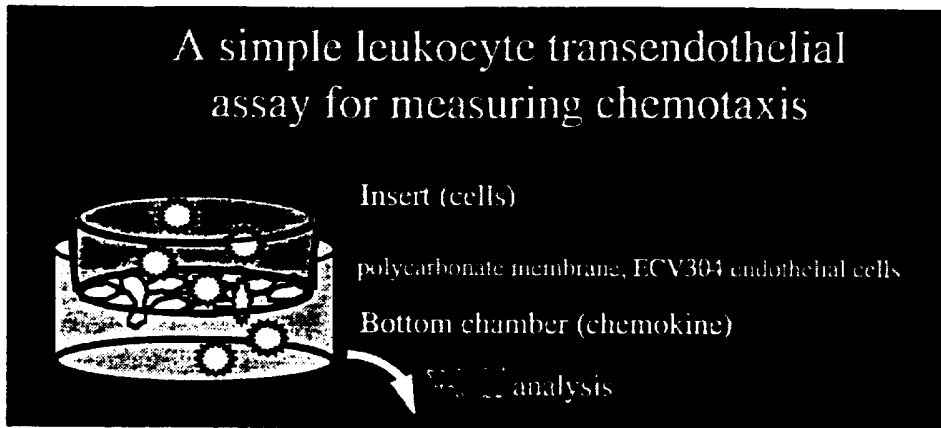 A simple leukocyte transendothelial
assay for measuring chemotaxis
Insert (cells)
polycarbonate membrane, ECV304 endothelial cells
Bottom chamber (chemokine)
analysis